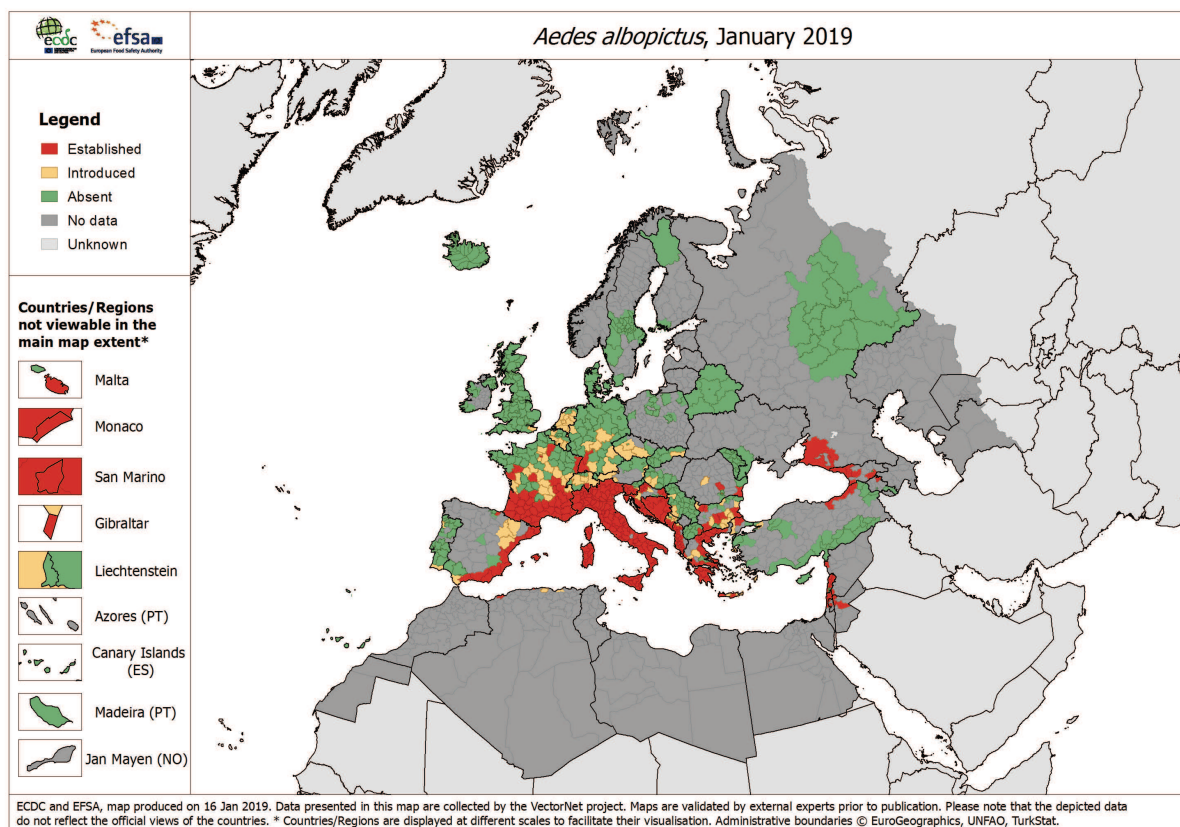 ecdc
efsa
European Food Safety Authority
Aedes albopictus, January 2019
Legend
Established
Introduced
Absent
No data
Unknown
Countries/Regions
not viewable in the
main map extent*
Malta
Monaco
San Marino
Gibraltar
Liechtenstein
Azores (PT)
Canary Islands
(ES)
Madeira (PT)
Jan Mayen (NO)
ECDC and EFSA, map produced on 16 Jan 2019. Data presented in this map are collected by the VectorNet project. Maps are validated by external experts prior to publication. Please note that the depicted data
do not reflect the official views of the countries. * Countries/Regions are displayed at different scales to facilitate their visualisation. Administrative boundaries © EuroGeographics, UNFAO, TurkStat.